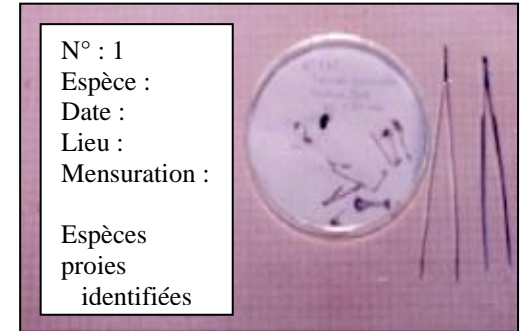 N° : 1
Espèce :
Date :
Lieu :
Mensuration :
Espèces
proies
identifiées